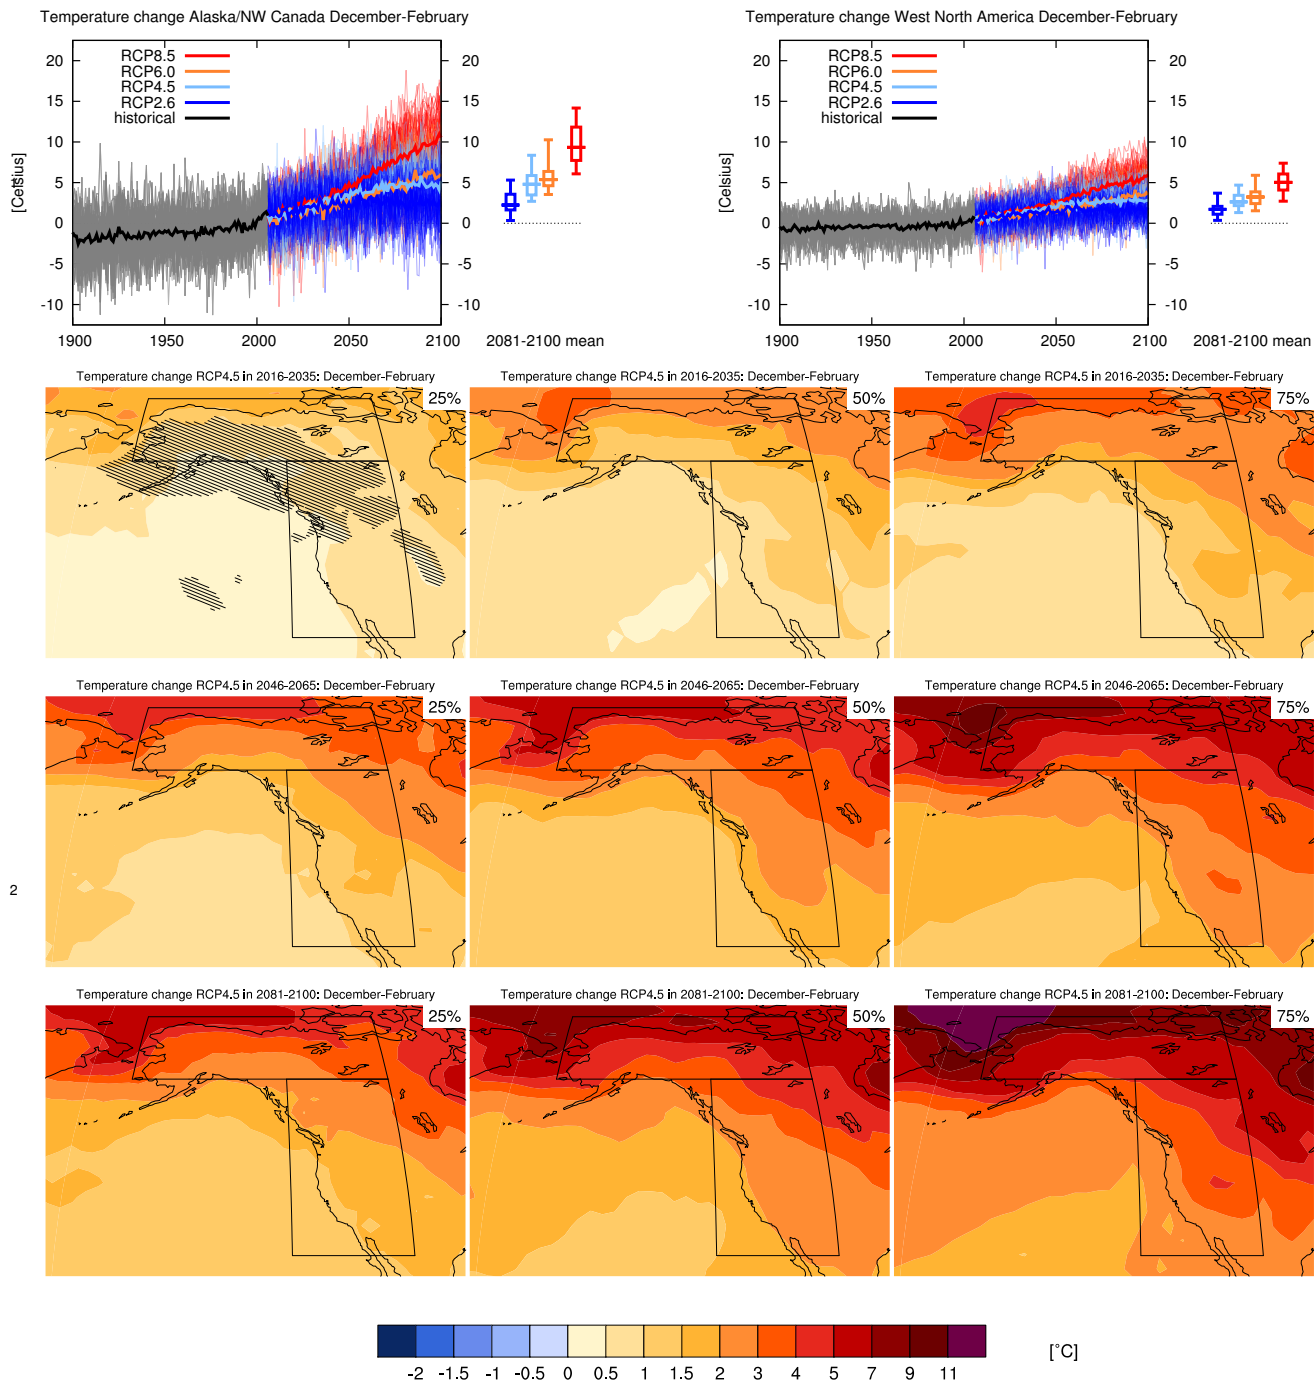 Temperature change Alaska/NW Canada December-February
Temperature change West North America December-February
RCP8.5
RCP6.0
RCP4.5
RCP2.6
historical
[Celsius]
20
15
10
5
0
-5
-10
20
15
10
5
0
-5
-10
1900
1950
2000
2050
2100
2081-2100 mean
RCP8.5
RCP6.0
RCP4.5
RCP2.6
historical
[Celsius]
20
15
10
5
0
-5
-10
20
15
10
5
0
-5
-10
1900
1950
2000
2050
2100
2081-2100 mean
Temperature change RCP4.5 in 2016-2035: December-February
25%
Temperature change RCP4.5 in 2016-2035: December-February
50%
Temperature change RCP4.5 in 2016-2035: December-February
75%
Temperature change RCP4.5 in 2046-2065: December-February
25%
Temperature change RCP4.5 in 2046-2065: December-February
50%
Temperature change RCP4.5 in 2046-2065: December-February
75%
2
Temperature change RCP4.5 in 2081-2100: December-February
25%
Temperature change RCP4.5 in 2081-2100: December-February
50%
Temperature change RCP4.5 in 2081-2100: December-February
75%
-2 -1.5 -1 -0.5 0 0.5 1 1.5 2 3 4 5 7 9 11
[°C]